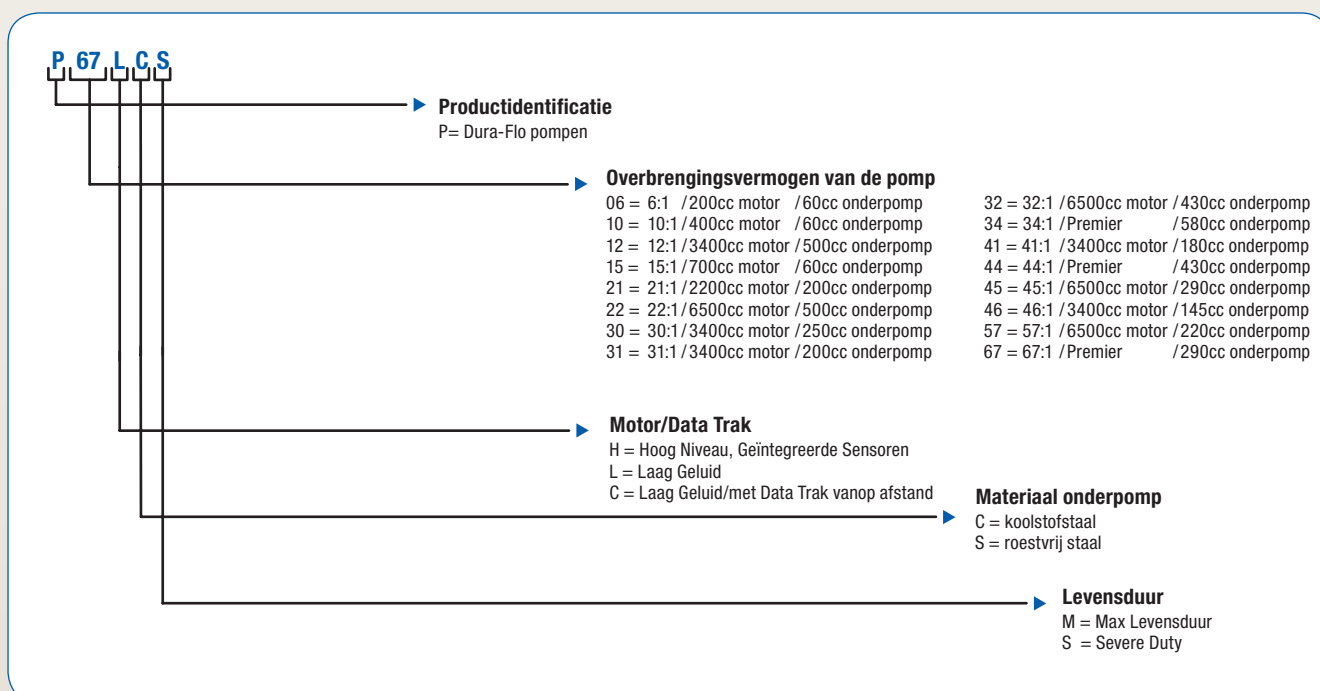 P 67 L C S
Productidentificatie
P= Dura-Flo pompen
Overbrengingsvermogen van de pomp
06 = 6:1 /200cc motor /60cc onderpomp
10 = 10:1 /400cc motor /60cc onderpomp
12 = 12:1 /3400cc motor /500cc onderpomp
15 = 15:1 /700cc motor /60cc onderpomp
21 = 21:1 /2200cc motor /200cc onderpomp
22 = 22:1 /6500cc motor /500cc onderpomp
30 = 30:1 /3400cc motor /250cc onderpomp
31 = 31:1 /3400cc motor /200cc onderpomp
32 = 32:1 /6500cc motor /430cc onderpomp
34 = 34:1 /Premier /580cc onderpomp
41 = 41:1 /3400cc motor /180cc onderpomp
44 = 44:1 /Premier /430cc onderpomp
45 = 45:1 /6500cc motor /290cc onderpomp
46 = 46:1 /3400cc motor /145cc onderpomp
57 = 57:1 /6500cc motor /220cc onderpomp
67 = 67:1 /Premier /290cc onderpomp
Motor/Data Trak
H = Hoog Niveau, Geïntegreerde Sensoren
L = Laag Geluid
C = Laag Geluid/met Data Trak vanop afstand
Materiaal onderpomp
C = koolstofstaal
S = roestvrij staal
Levensduur
M = Max Levensduur
S = Severe Duty